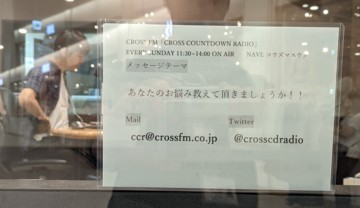 CROSS FM「CROSS COUNTDOWN RADIO」
EVERY SUNDAY 11:30~14:00 ON AIR NAVE
メッセージテーマ
あなたのお悩み教えて頂きましょうか!!
Mail Twitter
ccr@crossfm.co.jp @crosscdradio